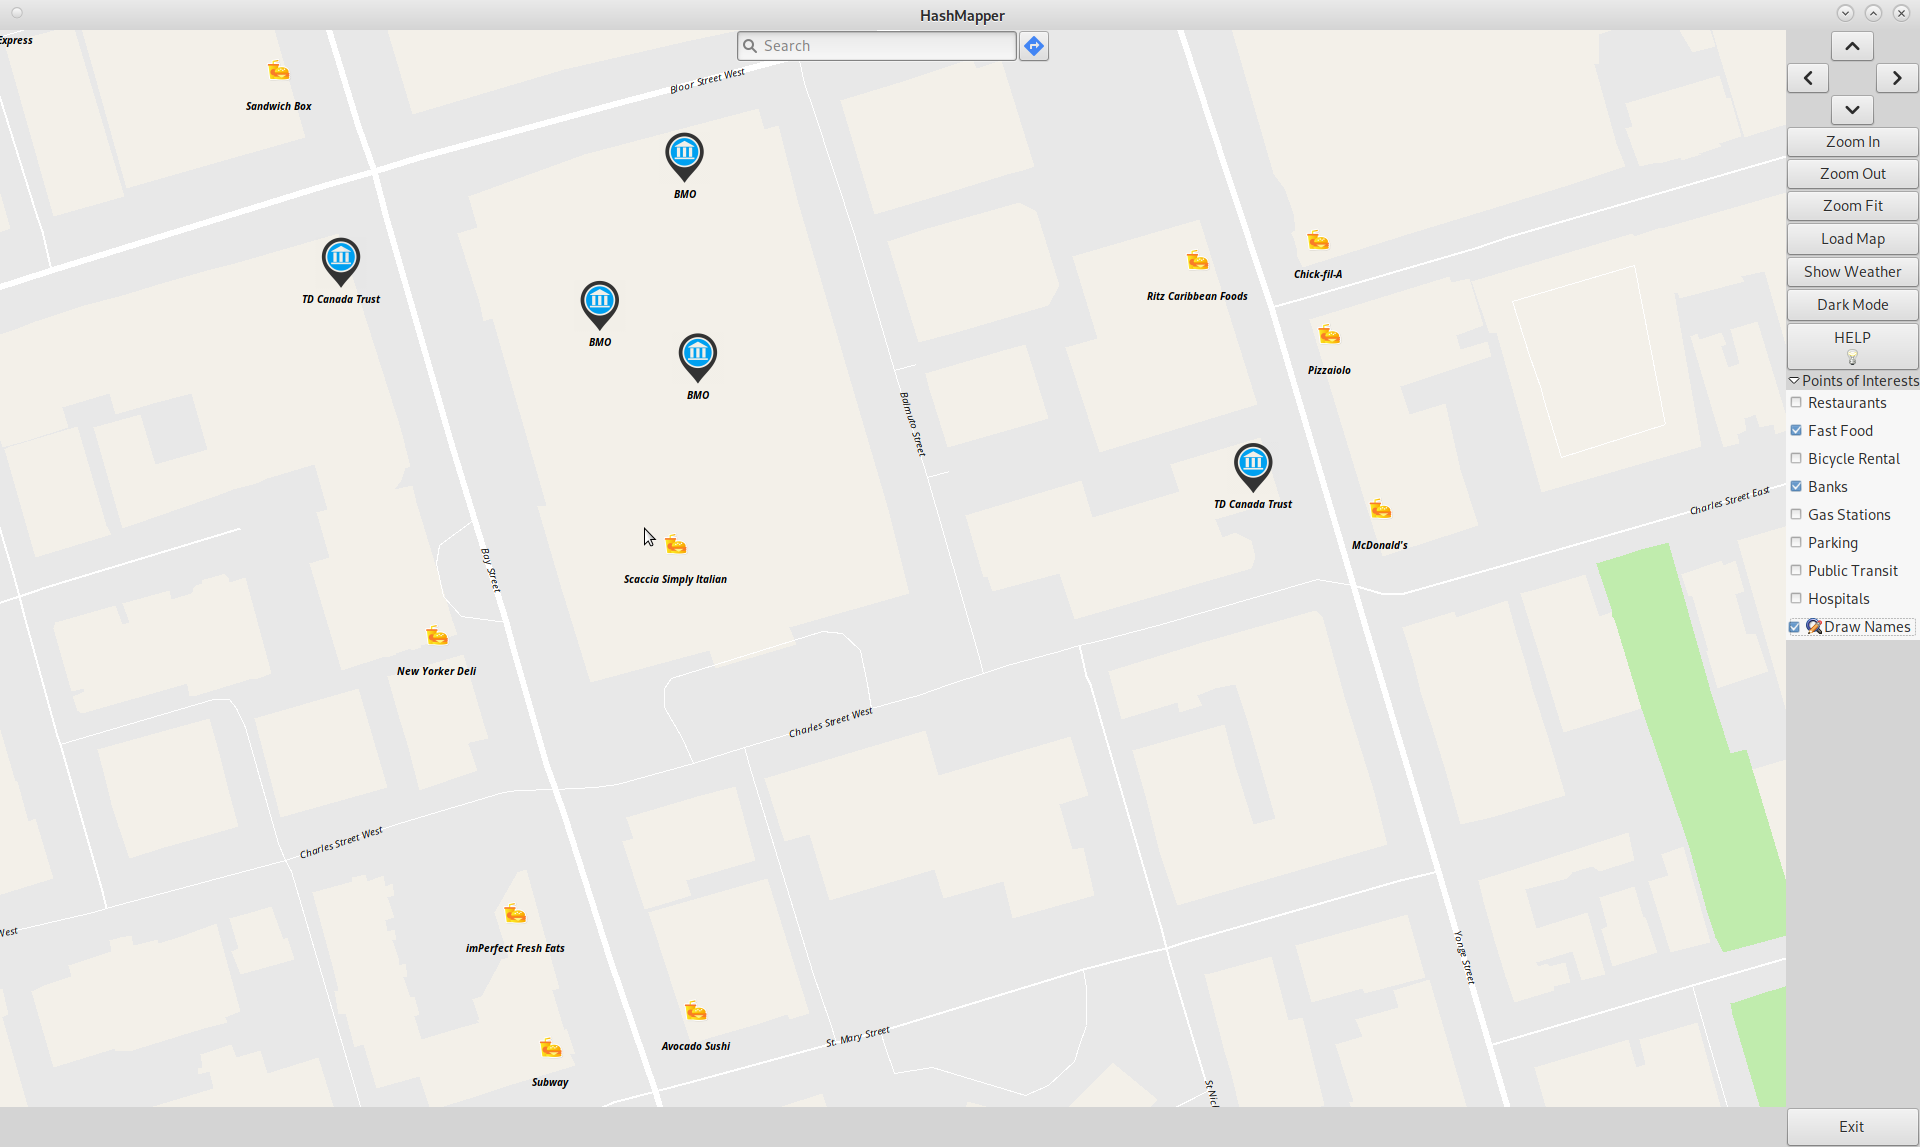 HashMapper
Search
Express
Sandwich Box
Bloor Street West
BMO
TD Canada Trust
BMO
BMO
Ritz Caribbean Foods
Chick-fil-A
Pizzaiolo
Balmuto Street
TD Canada Trust
McDonald's
Charles Street East
Bay Street
Scaccia Simply Italian
New Yorker Deli
Charles Street West
Charles Street West
West
imPerfect Fresh Eats
Yonge Street
Avocado Sushi
St. Mary Street
Subway
St Nicl
Zoom In
Zoom Out
Zoom Fit
Load Map
Show Weather
Dark Mode
HELP
Points of Interests
Restaurants
Fast Food
Bicycle Rental
Banks
Gas Stations
Parking
Public Transit
Hospitals
Draw Names
Exit